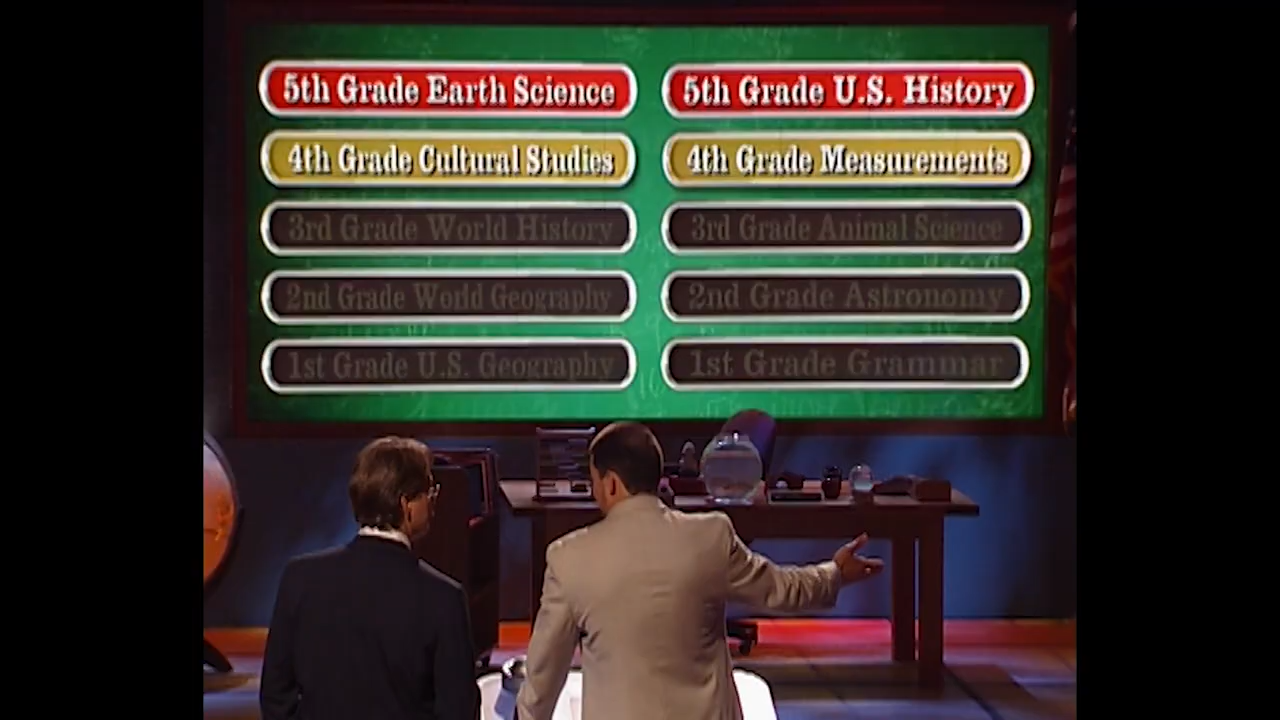 5th Grade Earth Science
5th Grade U.S. History
4th Grade Cultural Studies
4th Grade Measurements
3rd Grade World History
3rd Grade Animal Science
2nd Grade World Geography
2nd Grade Astronomy
1st Grade U.S. Geography
1st Grade Grammar